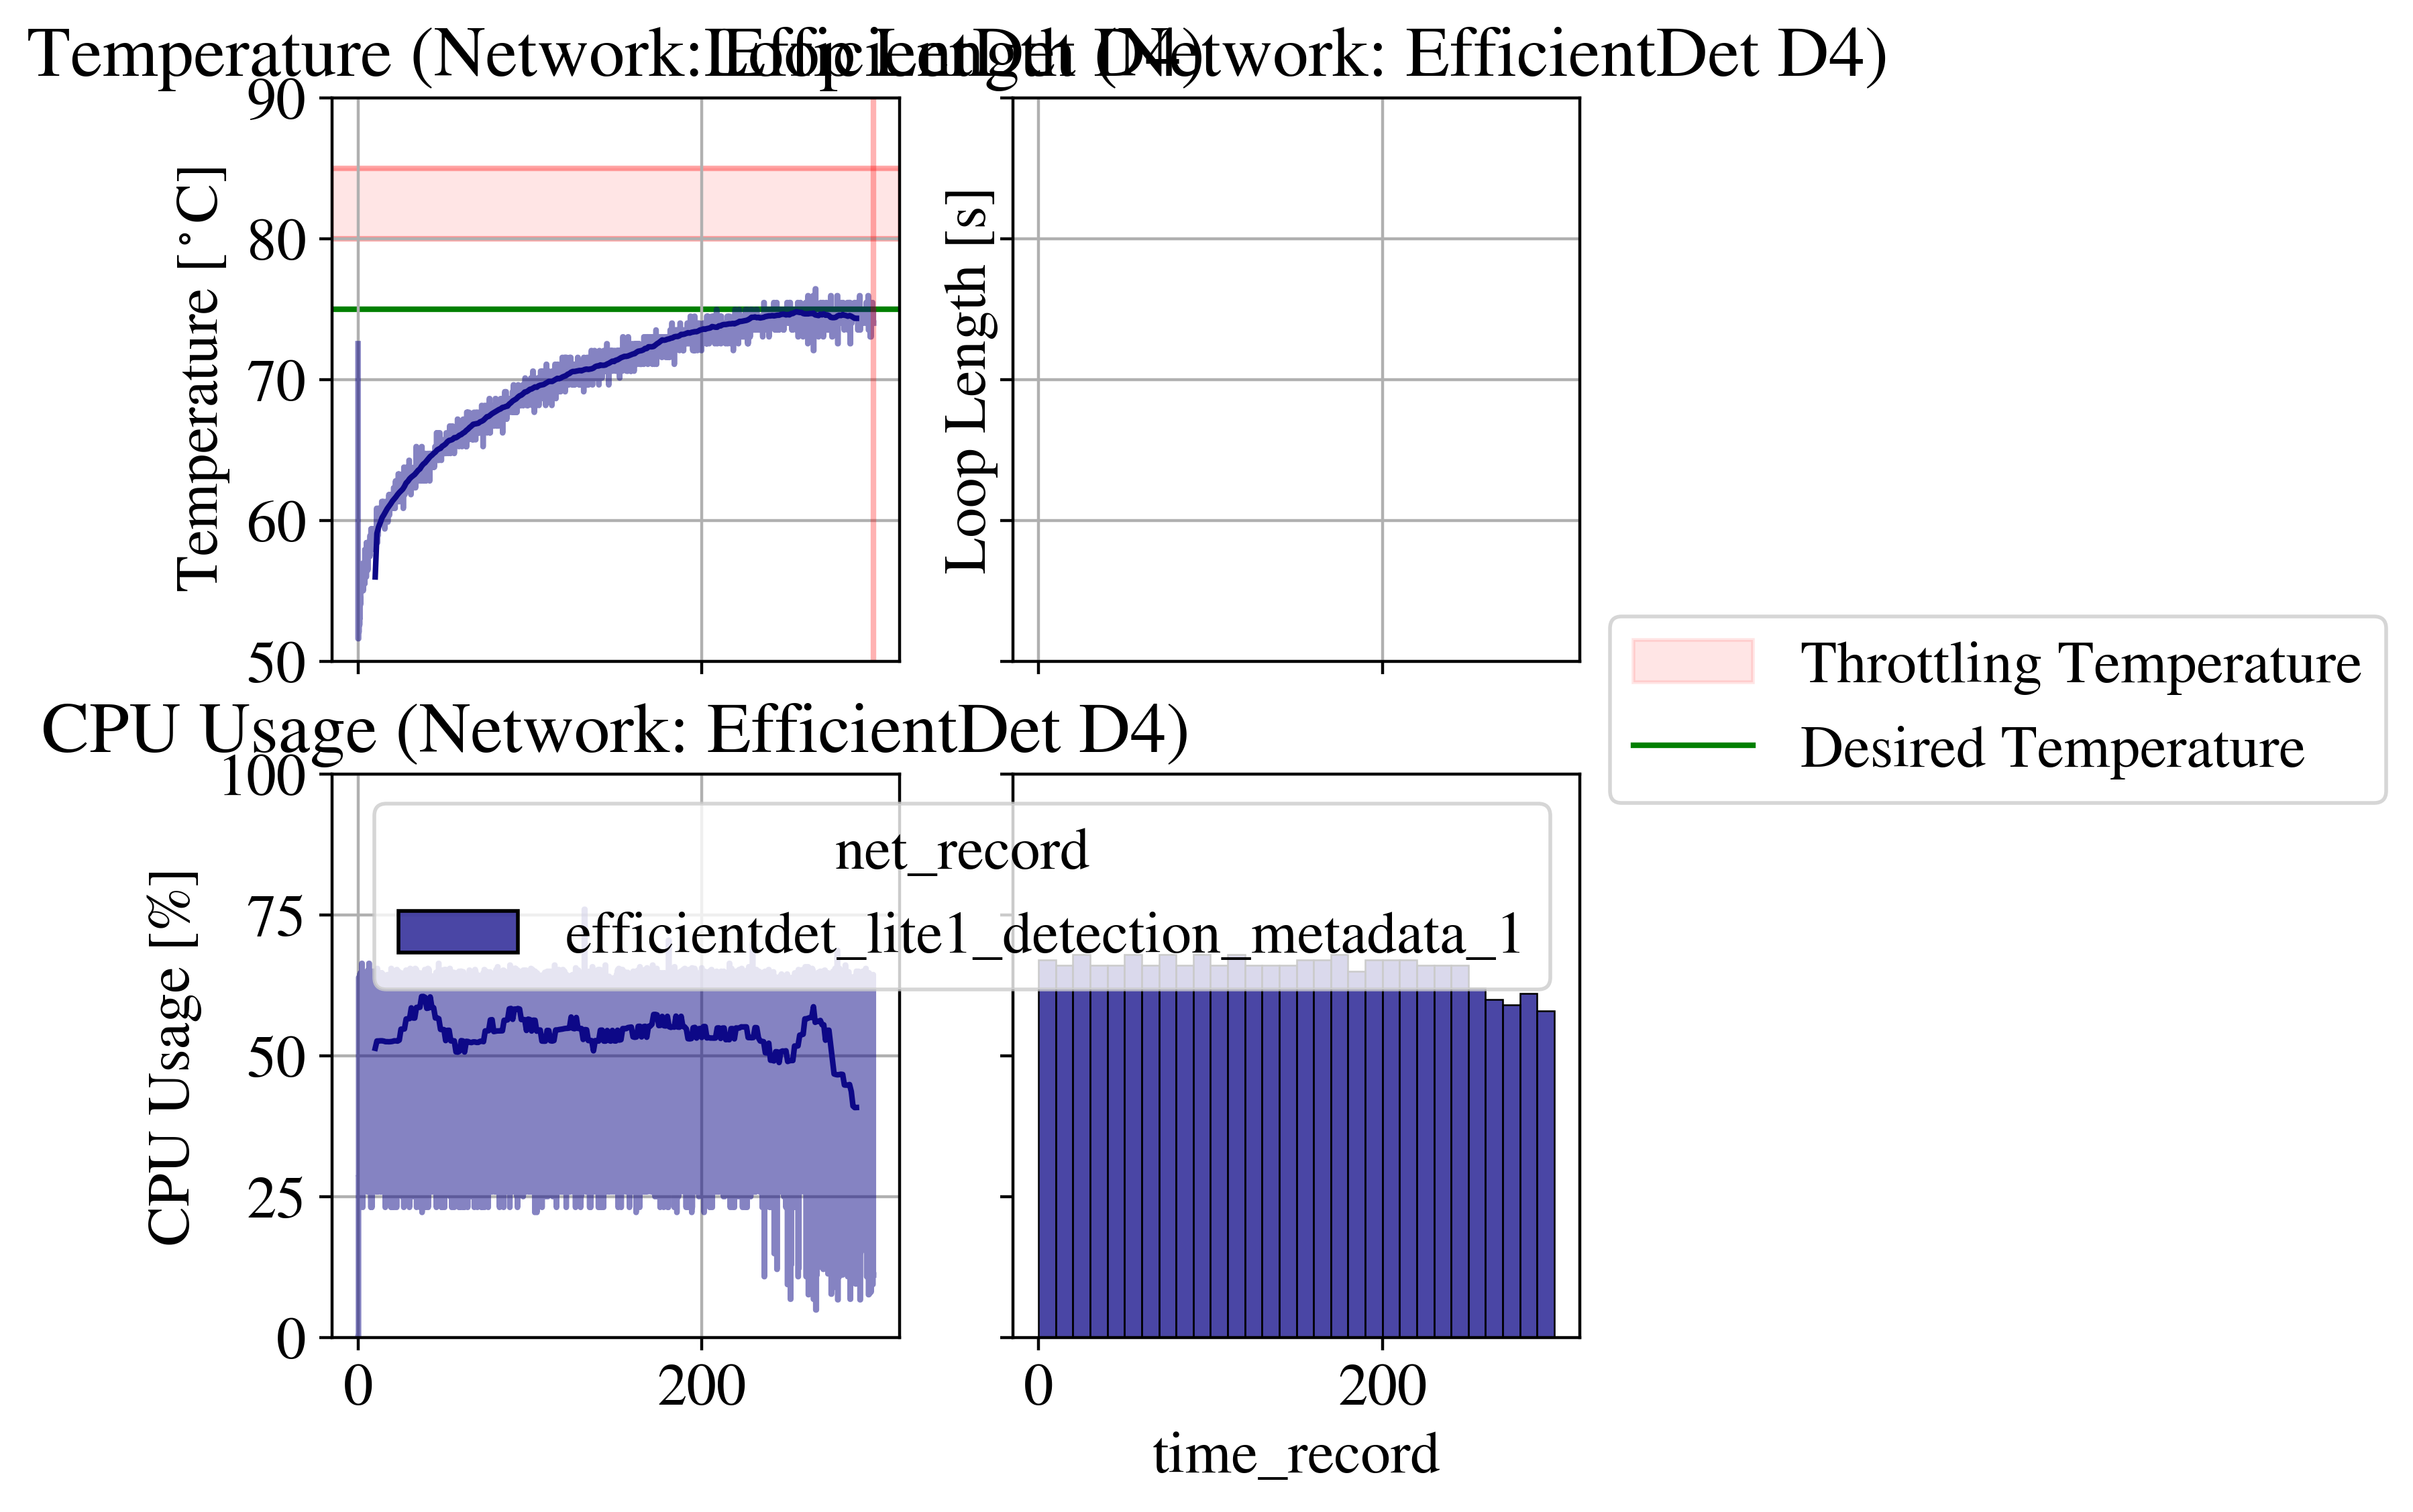 Temperature (Network: EfficientDet D4)
Loop Length (Network: EfficientDet D4)
90
80
70
60
50
Temperature [°C]
Loop Length [s]
Throttling Temperature
Desired Temperature
CPU Usage (Network: EfficientDet D4)
100
75
50
25
0
CPU Usage [%]
net_record
efficientdet_lite1_detection_metadata_1
0
200
0
200
time_record